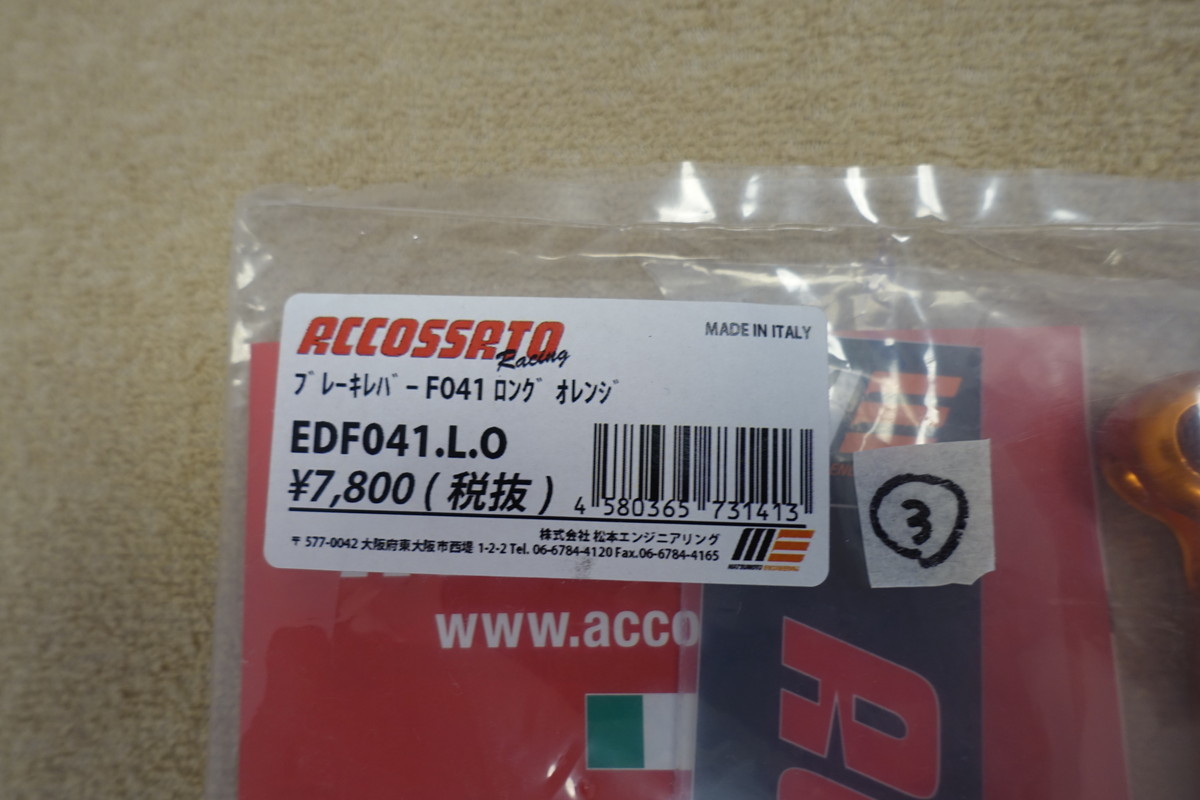 ACCOSSATO
Racing
MADE IN ITALY
ﾌﾞﾚｰｷﾚﾊﾞｰ F041 ﾛﾝｸﾞ ｵﾚﾝｼﾞ
EDF041.L.O
¥7,800 (税抜)
4 580365 731413
株式会社 松本エンジニアリング
〒577-0042 大阪府東大阪市西堤 1-2-2 Tel. 06-6784-4120 Fax.06-6784-4165
ME
MATSUMOTO ENGINEERING
3
www.acco